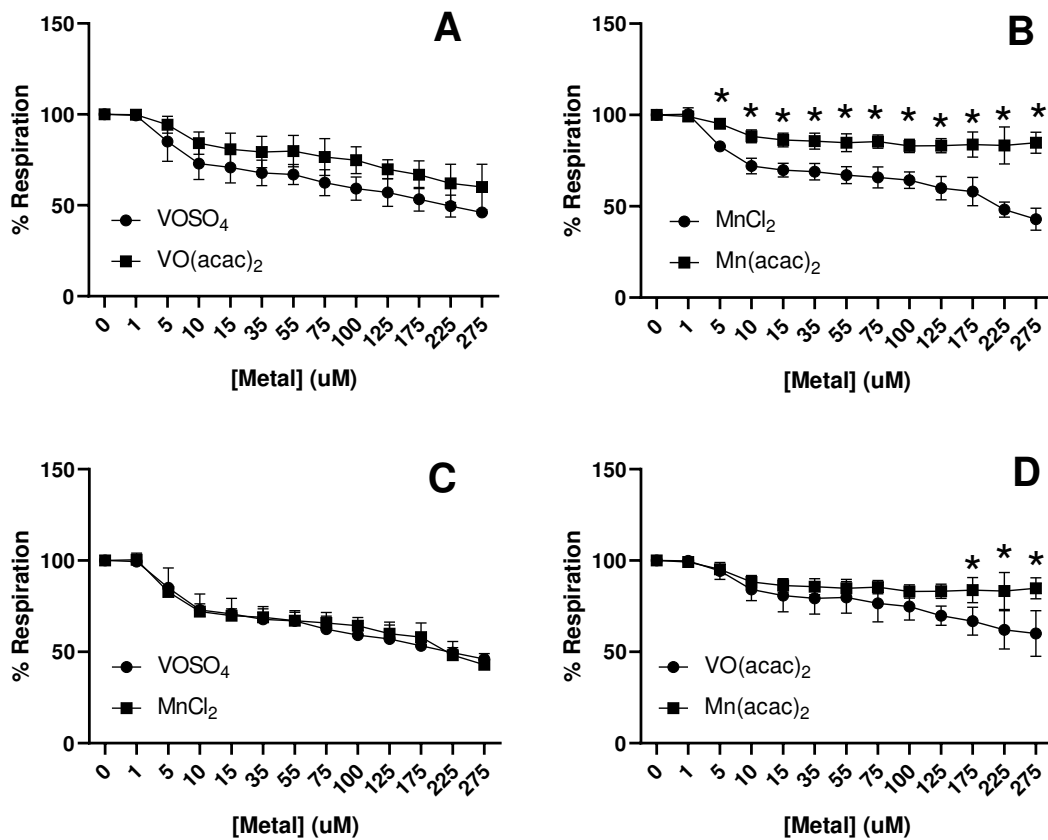 A
150
100
50
0
% Respiration
VOSO₄
VO(acac)₂
0 1 5 10 15 35 55 75 100 125 175 225 275
[Metal] (uM)
B
150
100
50
0
% Respiration
* * * * * * * * * * *
MnCl₂
Mn(acac)₂
0 1 5 10 15 35 55 75 100 125 175 225 275
[Metal] (uM)
C
150
100
50
0
% Respiration
VOSO₄
MnCl₂
0 1 5 10 15 35 55 75 100 125 175 225 275
[Metal] (uM)
D
150
100
50
0
% Respiration
* * *
VO(acac)₂
Mn(acac)₂
0 1 5 10 15 35 55 75 100 125 175 225 275
[Metal] (uM)